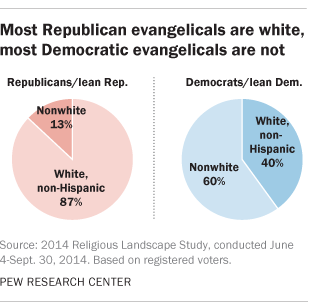 Most Republican evangelicals are white,
most Democratic evangelicals are not
Republicans/lean Rep.
Nonwhite
13%
White,
non-Hispanic
87%
Democrats/lean Dem.
White,
non-
Hispanic
40%
Nonwhite
60%
Source: 2014 Religious Landscape Study, conducted June
4-Sept. 30, 2014. Based on registered voters.
PEW RESEARCH CENTER